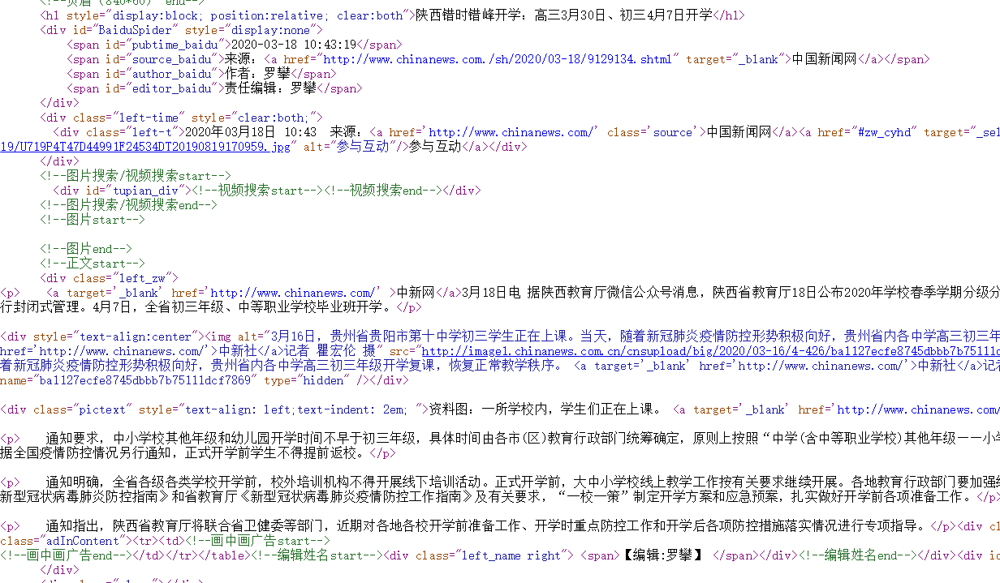 <!--页眉（840*60） end-->
<h1 style="display:block; position:relative; clear:both">陕西错时错峰开学：高三3月30日、初三4月7日开学</h1>
<div id="BaiduSpider" style="display:none">
<span id="pubtime_baidu">2020-03-18 10:43:19</span>
<span id="source_baidu">来源：<a href="http://www.chinanews.com./sh/2020/03-18/9129134.shtml" target="_blank">中国新闻网</a></span>
<span id="author_baidu">作者：罗攀</span>
<span id="editor_baidu">责任编辑：罗攀</span>
</div>
<div class="left-time" style="clear:both;">
<div class="left-t">2020年03月18日 10:43　来源：<a href='http://www.chinanews.com/' class='source'>中国新闻网</a><a href="#zw_cyhd" target="_sel
19/U719P4T47D44991F24534DT20190819170959.jpg" alt="参与互动"/>参与互动</a></div>
</div>
<!--图片搜索/视频搜索start-->
<div id="tupian_div"><!--视频搜索start--><!--视频搜索end--></div>
<!--图片搜索/视频搜索end-->
<!--图片start-->
<!--图片end-->
<!--正文start-->
<div class="left_zw">
<p>　　<a target='_blank' href='http://www.chinanews.com/' >中新网</a>3月18日电 据陕西教育厅微信公众号消息，陕西省教育厅18日公布2020年学校春季学期分级分
行封闭式管理。4月7日，全省初三年级、中等职业学校毕业班开学。</p>
<div style="text-align:center"><img alt="3月16日，贵州省贵阳市第十中学初三学生正在上课。当天，随着新冠肺炎疫情防控形势积极向好，贵州省内各中学高三初三年
href='http://www.chinanews.com/'>中新社</a>记者 瞿宏伦 摄" src="http://image1.chinanews.com.cn/cnsupload/big/2020/03-16/4-426/ba1127ecfe8745dbbb7b75111d
着新冠肺炎疫情防控形势积极向好，贵州省内各中学高三初三年级开学复课，恢复正常教学秩序。 <a target='_blank' href='http://www.chinanews.com/'>中新社</a>记
name="ba1127ecfe8745dbbb7b75111dcf7869" type="hidden" /></div>
<div class="pictext" style="text-align: left;text-indent: 2em; ">资料图：一所学校内，学生们正在上课。 <a target='_blank' href='http://www.chinanews.com/
<p>　　通知要求，中小学校其他年级和幼儿园开学时间不早于初三年级，具体时间由各市(区)教育行政部门统筹确定，原则上按照“中学(含中等职业学校)其他年级——小学
据全国疫情防控情况另行通知，正式开学前学生不得提前返校。</p>
<p>　　通知明确，全省各级各类学校开学前，校外培训机构不得开展线下培训活动。正式开学前，大中小学校线上教学工作按有关要求继续开展。各地教育行政部门要加强
新型冠状病毒肺炎防控指南》和省教育厅《新型冠状病毒肺炎疫情防控工作指南》及有关要求，“一校一策”制定开学方案和应急预案，扎实做好开学前各项准备工作。</p>
<p>　　通知指出，陕西省教育厅将联合省卫健委等部门，近期对各地各校开学前准备工作、开学时重点防控工作和开学后各项防控措施落实情况进行专项指导。</p><div cl
class="adInContent"><tr><td><!--画中画广告start-->
<!--画中画广告end--></td></tr></table><!--编辑姓名start--><div class="left_name right"> <span>【编辑:罗攀】 </span></div><!--编辑姓名end--></div><div id
</div>